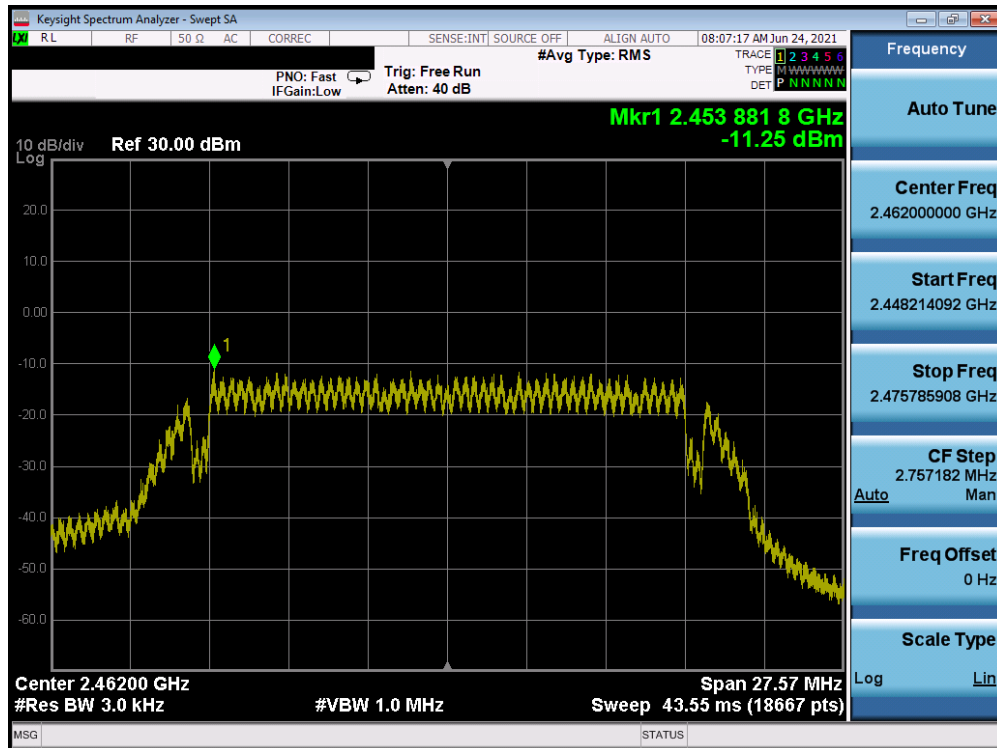 Keysight Spectrum Analyzer - Swept SA
LXI RL RF 50 Ω AC CORREC SENSE:INT SOURCE OFF ALIGN AUTO 08:07:17 AM Jun 24, 2021
#Avg Type: RMS TRACE 1 2 3 4 5 6
PNO: Fast Trig: Free Run TYPE M WWWWW
IFGain:Low Atten: 40 dB DET P N N N N N
Mkr1 2.453 881 8 GHz
-11.25 dBm
10 dB/div Ref 30.00 dBm
Log
1
20.0
10.0
0.00
-10.0
-20.0
-30.0
-40.0
-50.0
-60.0
Center 2.46200 GHz Span 27.57 MHz
#Res BW 3.0 kHz #VBW 1.0 MHz Sweep 43.55 ms (18667 pts)
MSG STATUS
Frequency
Auto Tune
Center Freq
2.462000000 GHz
Start Freq
2.448214092 GHz
Stop Freq
2.475785908 GHz
CF Step
2.757182 MHz
Auto Man
Freq Offset
0 Hz
Scale Type
Log Lin